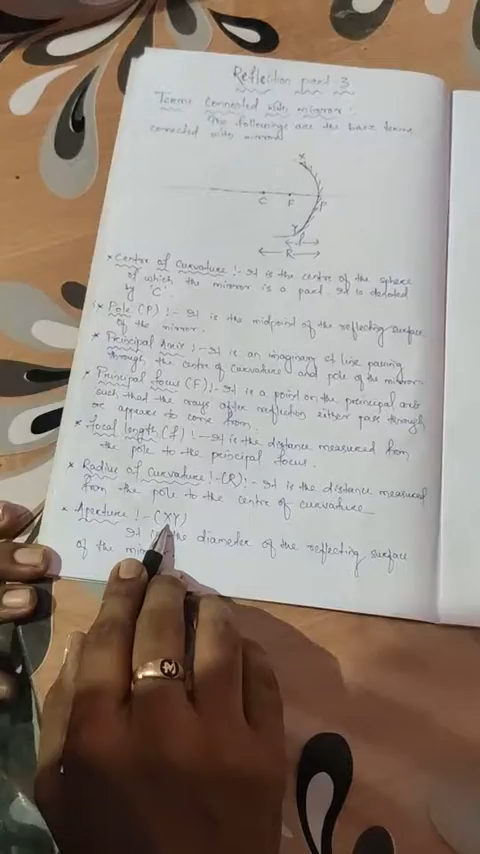 Reflection part-3
Terms connected with mirror :
The followings are the basic terms
connected with mirror
X
C F P
Y
f
R
* Centre of Curvature :- It is the centre of the sphere
of which the mirror is a part. It is denoted
by 'C'.
* Pole (P) :- It is the midpoint of the reflecting surface
of the mirror.
* Principal Axis :- It is an imaginary st line passing
through the centre of curvature and pole of the mirror.
* Principal focus (F) :- It is a point on the principal axis
such that the rays after reflection either pass through
or appears to come from.
* Focal length (f) :- It is the distance measured from
the pole to the principal focus.
* Radius of Curvature :- (R) :- It is the distance measured
from the pole to the centre of curvature
* Aperture :- (XY)
It is the diameter of the reflecting surface
of the